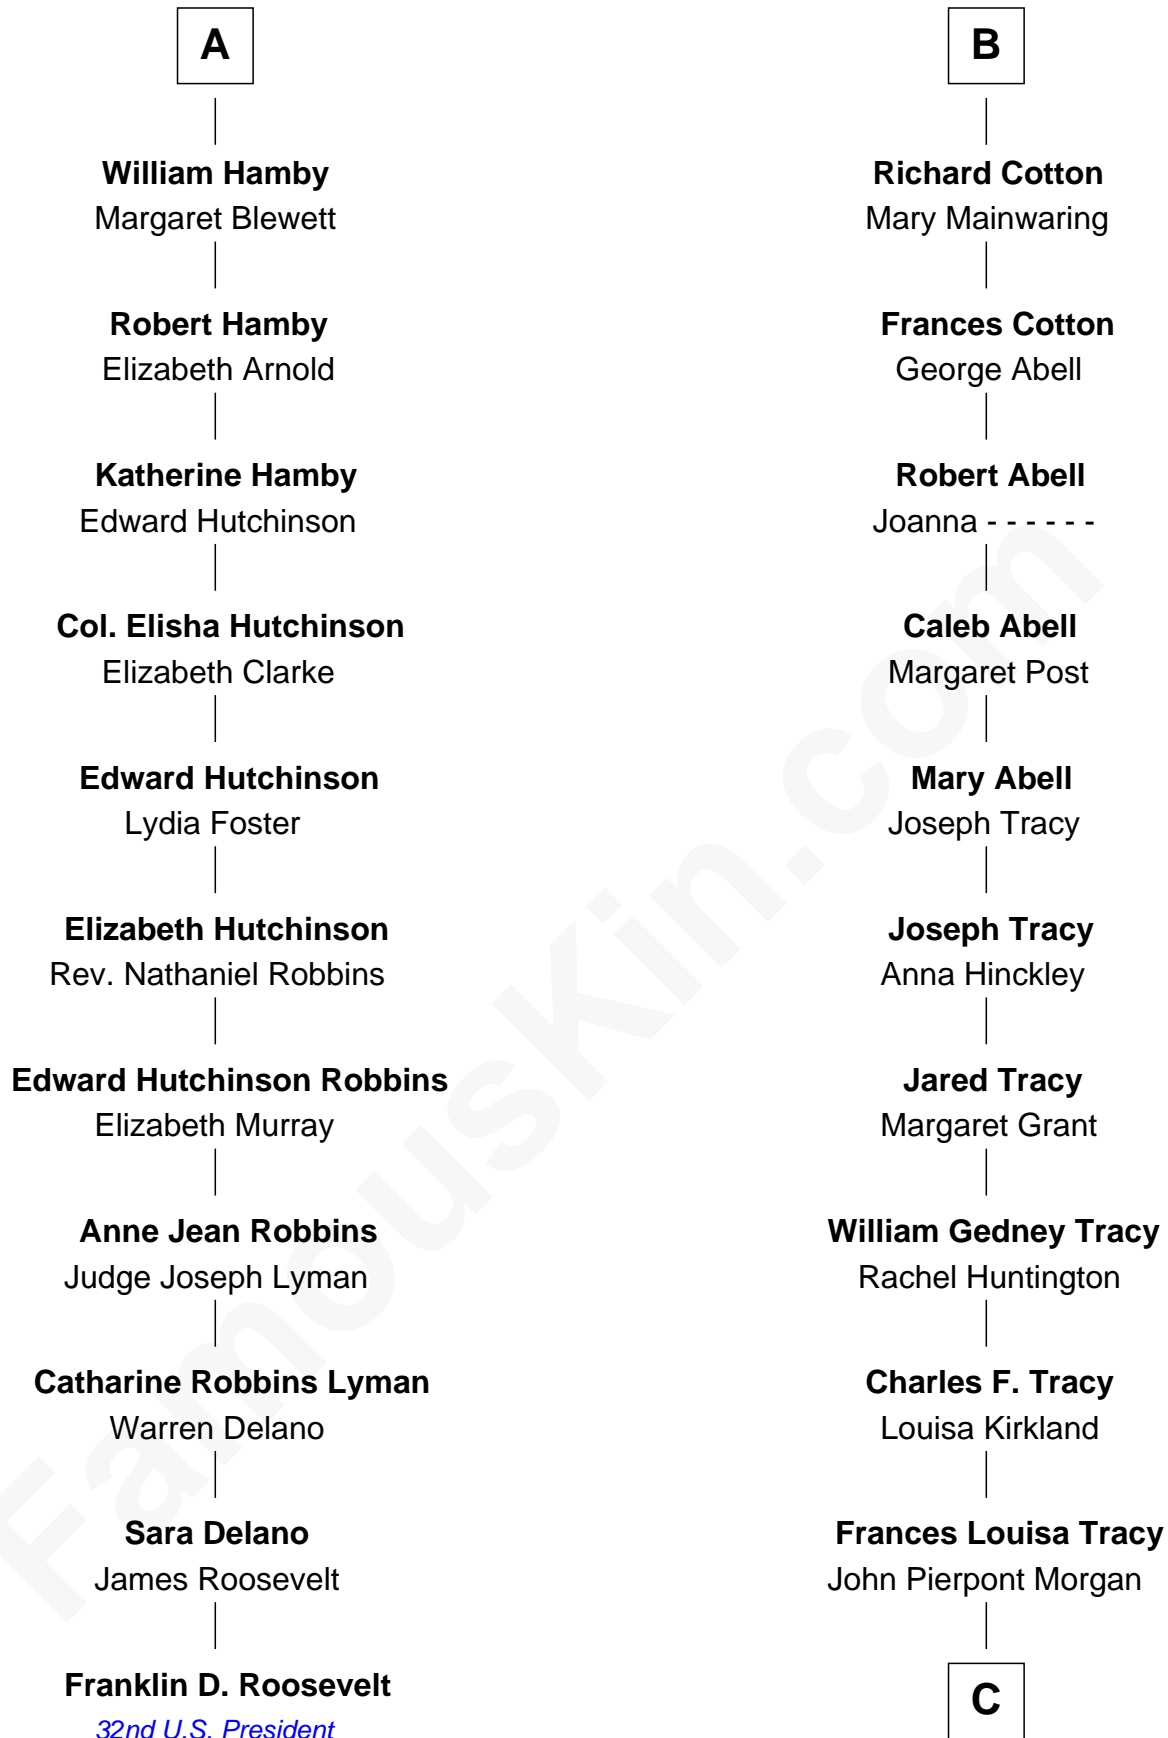 A
William Hamby
Margaret Blewett
Robert Hamby
Elizabeth Arnold
Katherine Hamby
Edward Hutchinson
Col. Elisha Hutchinson
Elizabeth Clarke
Edward Hutchinson
Lydia Foster
Elizabeth Hutchinson
Rev. Nathaniel Robbins
Edward Hutchinson Robbins
Elizabeth Murray
Anne Jean Robbins
Judge Joseph Lyman
Catharine Robbins Lyman
Warren Delano
Sara Delano
James Roosevelt
Franklin D. Roosevelt
32nd U.S. President
B
Richard Cotton
Mary Mainwaring
Frances Cotton
George Abell
Robert Abell
Joanna - - - - - -
Caleb Abell
Margaret Post
Mary Abell
Joseph Tracy
Joseph Tracy
Anna Hinckley
Jared Tracy
Margaret Grant
William Gedney Tracy
Rachel Huntington
Charles F. Tracy
Louisa Kirkland
Frances Louisa Tracy
John Pierpont Morgan
C
FamousKin.com